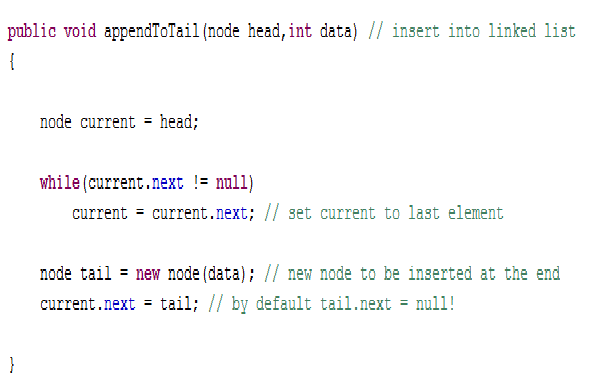 public void appendToTail(node head,int data) // insert into linked list
{
node current = head;
while(current.next != null)
current = current.next; // set current to last element
node tail = new node(data); // new node to be inserted at the end
current.next = tail; // by default tail.next = null!
}